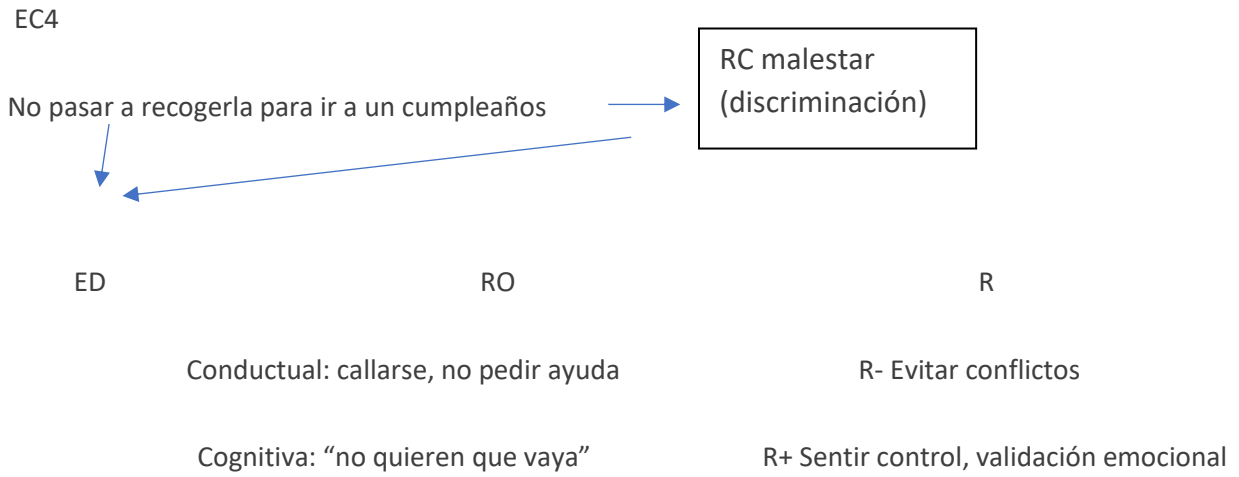 EC4
RC malestar
(discriminación)
No pasar a recogerla para ir a un cumpleaños
ED RO R
Conductual: callarse, no pedir ayuda R- Evitar conflictos
Cognitiva: “no quieren que vaya” R+ Sentir control, validación emocional